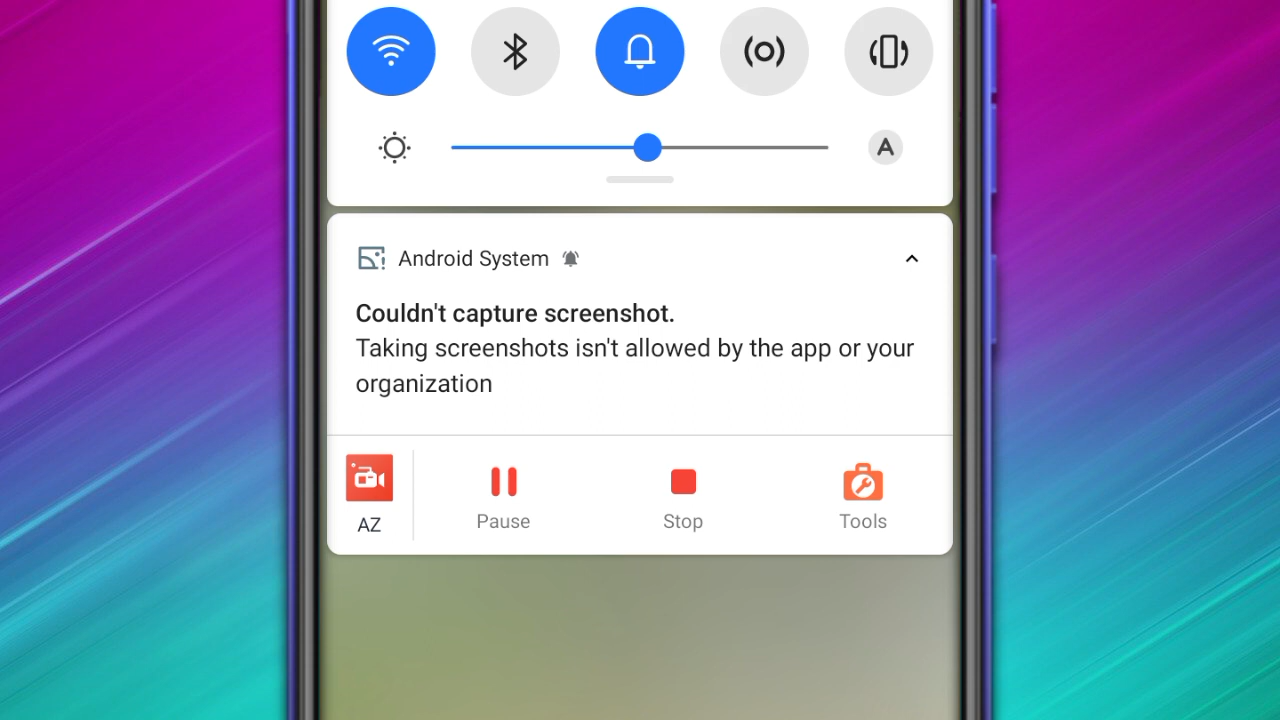 A
Android System
Couldn't capture screenshot.
Taking screenshots isn't allowed by the app or your
organization
AZ
Pause
Stop
Tools